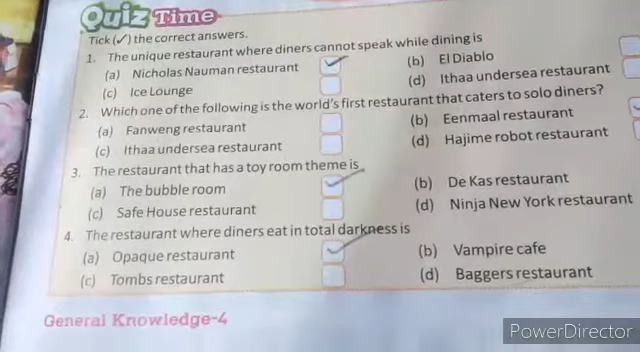 Quiz Time
Tick (✓) the correct answers.
1. The unique restaurant where diners cannot speak while dining is
(a) Nicholas Nauman restaurant (b) El Diablo
(c) Ice Lounge (d) Ithaa undersea restaurant
2. Which one of the following is the world's first restaurant that caters to solo diners?
(a) Fanweng restaurant (b) Eenmaal restaurant
(c) Ithaa undersea restaurant (d) Hajime robot restaurant
3. The restaurant that has a toy room theme is
(a) The bubble room (b) De Kas restaurant
(c) Safe House restaurant (d) Ninja New York restaurant
4. The restaurant where diners eat in total darkness is
(a) Opaque restaurant (b) Vampire cafe
(c) Tombs restaurant (d) Baggers restaurant
General Knowledge-4
PowerDirector